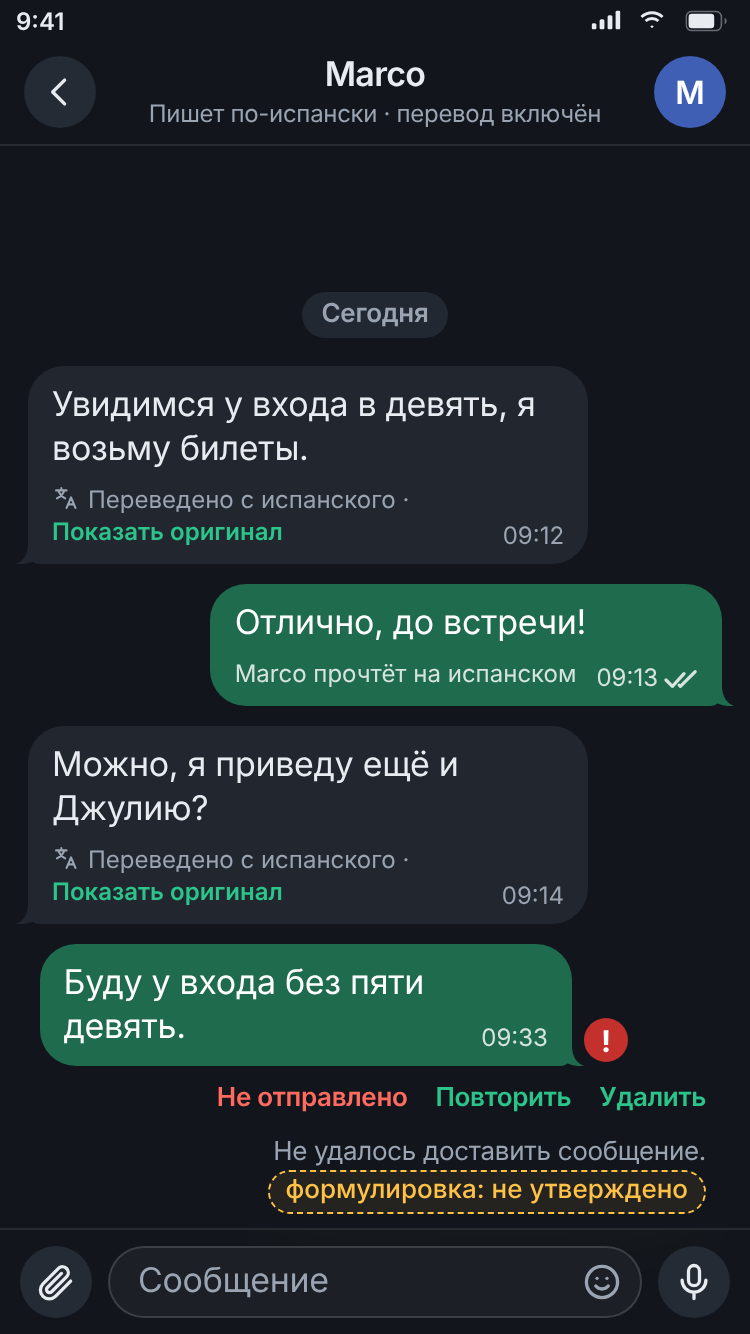 9:41
Marco
Пишет по-испански · перевод включён
M
Сегодня
Увидимся у входа в девять, я
возьму билеты.
Переведено с испанского ·
Показать оригинал
09:12
Отлично, до встречи!
Marco прочтёт на испанском
09:13
Можно, я приведу ещё и
Джулию?
Переведено с испанского ·
Показать оригинал
09:14
Буду у входа без пяти
девять.
09:33
!
Не отправлено Повторить Удалить
Не удалось доставить сообщение.
формулировка: не утверждено
Сообщение